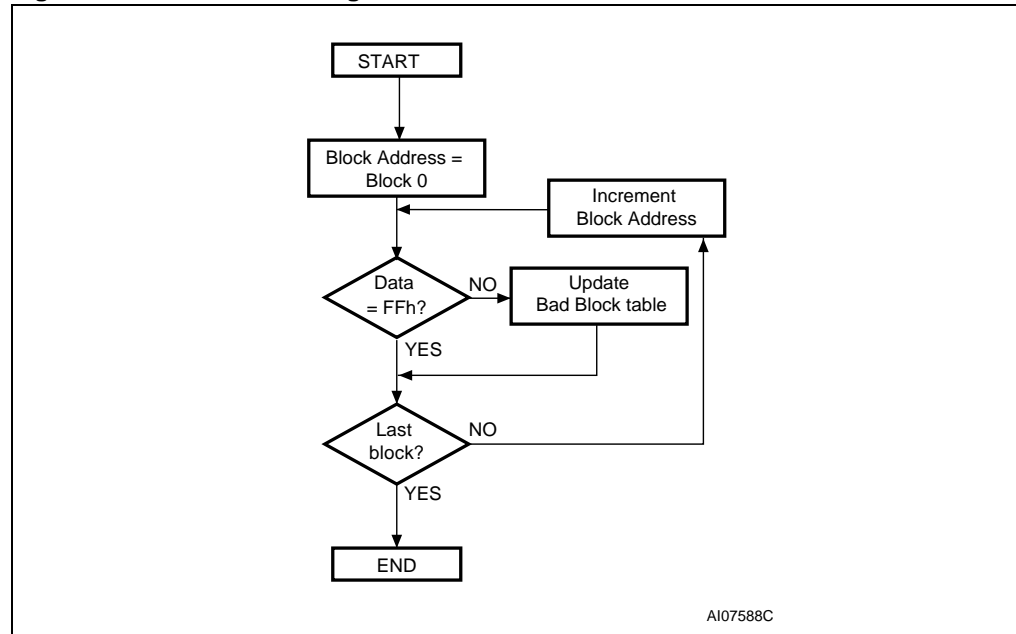 START
Block Address =
Block 0
Increment
Block Address
Data
= FFh?
NO
Update
Bad Block table
YES
Last
block?
NO
YES
END
AI07588C